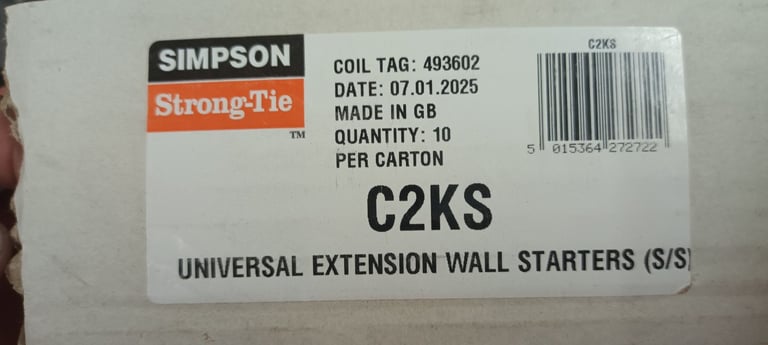 SIMPSON
Strong-Tie
TM
COIL TAG: 493602
DATE: 07.01.2025
MADE IN GB
QUANTITY: 10
PER CARTON
C2KS
5 015364 272722
C2KS
UNIVERSAL EXTENSION WALL STARTERS (S/S)